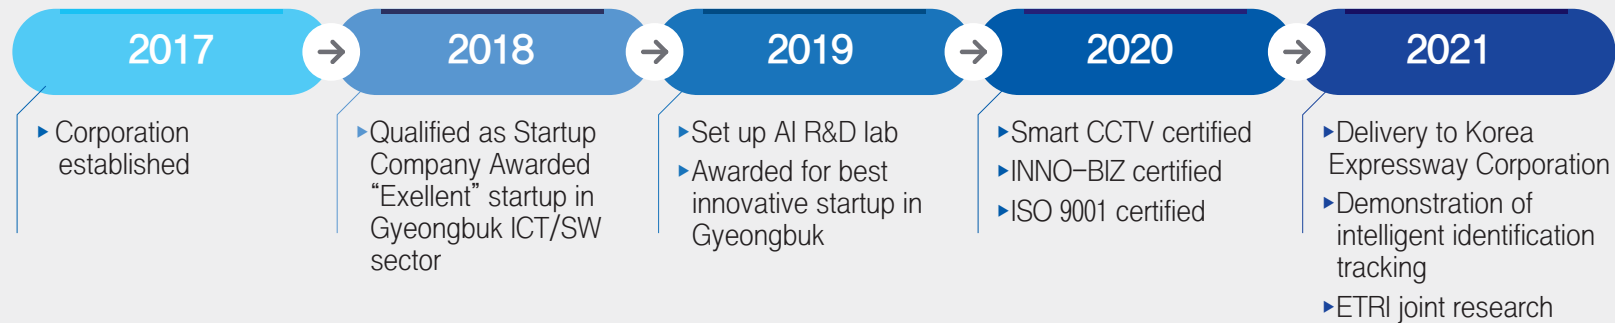 2017
2018
2019
2020
2021
▸ Corporation
established
▸Qualified as Startup
Company Awarded
“Exellent” startup in
Gyeongbuk ICT/SW
sector
▸Set up AI R&D lab
▸Awarded for best
innovative startup in
Gyeongbuk
▸Smart CCTV certified
▸INNO-BIZ certified
▸ISO 9001 certified
▸Delivery to Korea
Expressway Corporation
▸Demonstration of
intelligent identification
tracking
▸ETRI joint research